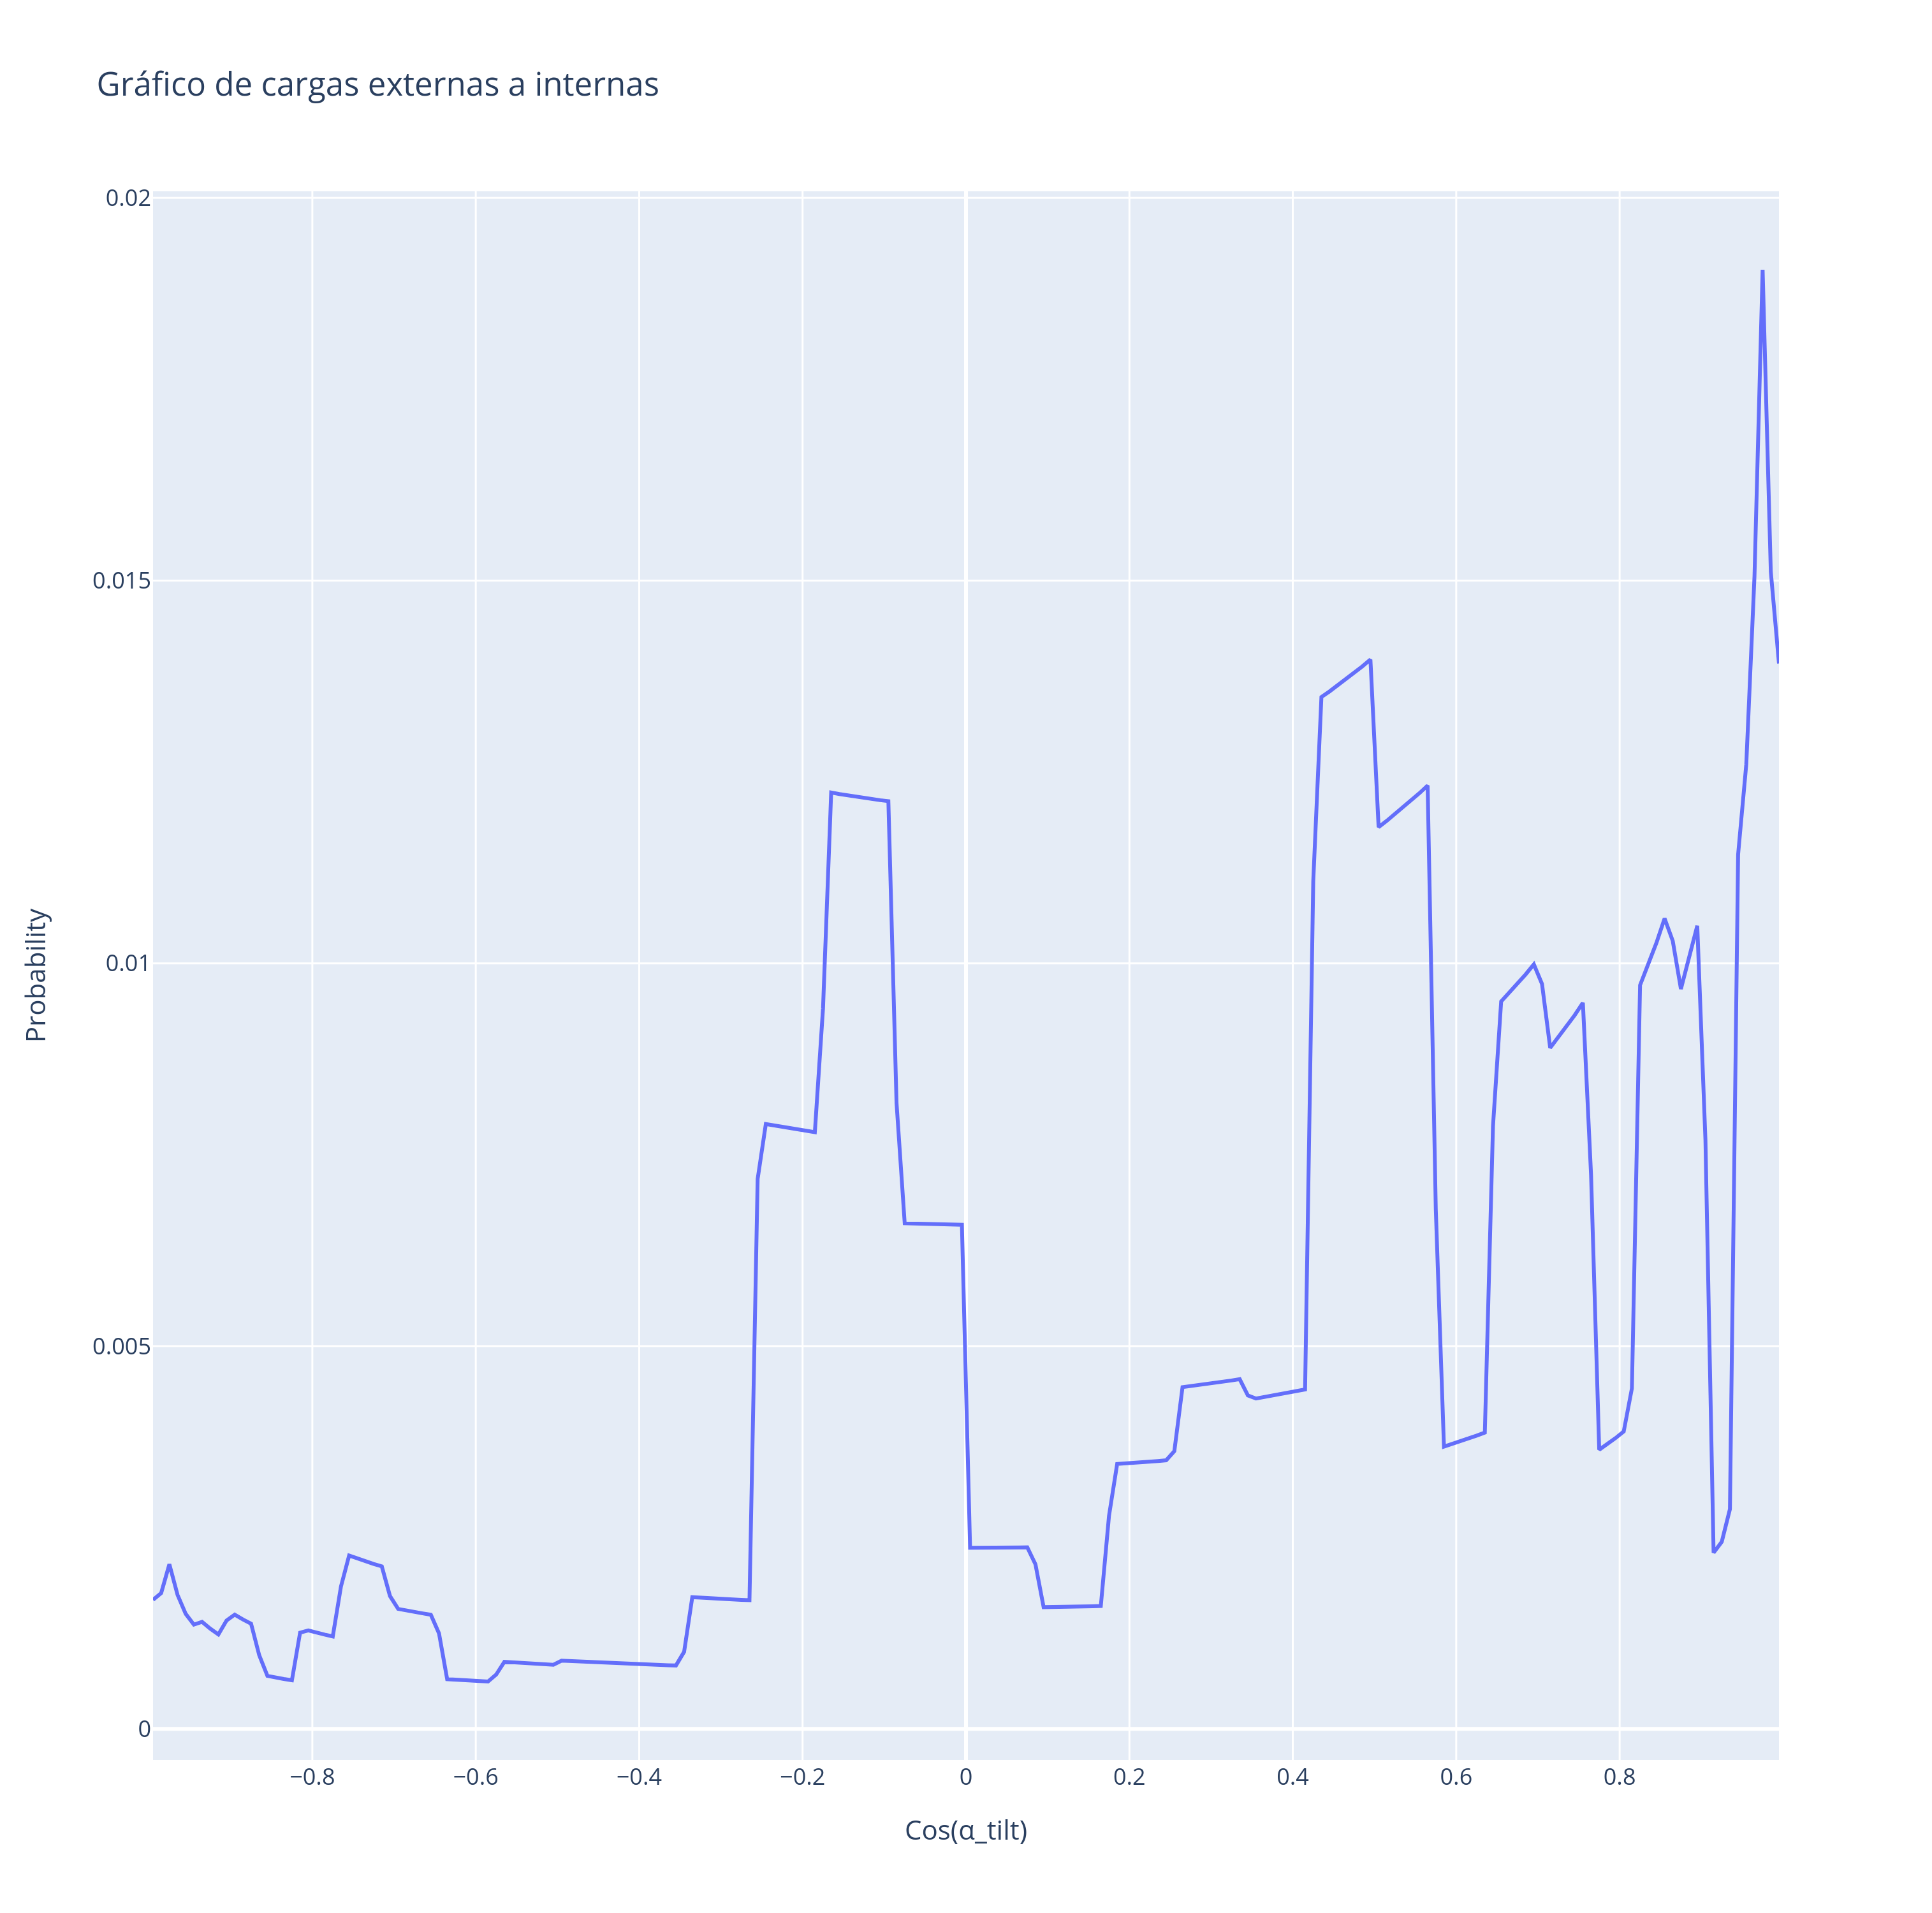 Gráfico de cargas externas a internas
0.02
0.015
0.01
0.005
0
Probability
−0.8 −0.6 −0.4 −0.2 0 0.2 0.4 0.6 0.8
Cos(α_tilt)